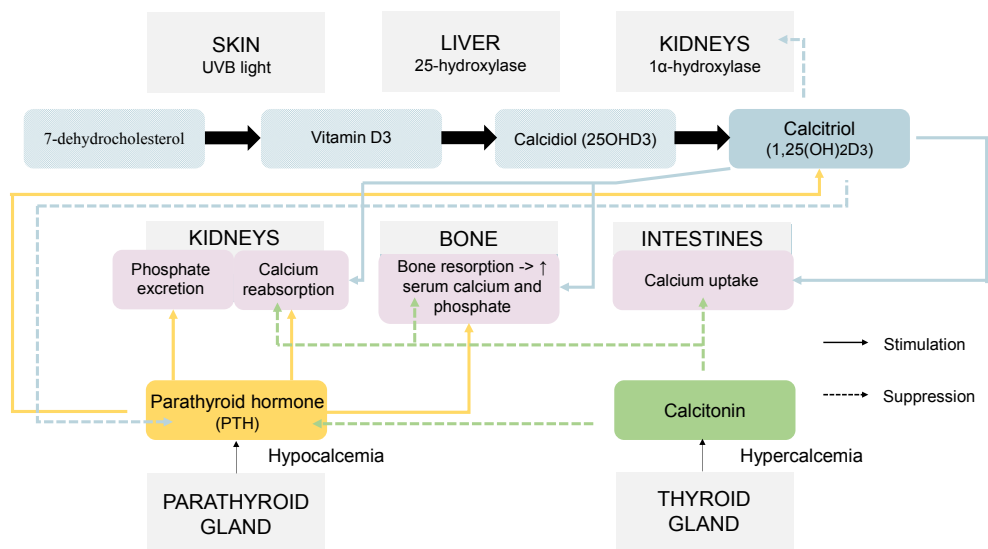 SKIN
UVB light
LIVER
25-hydroxylase
KIDNEYS
1α-hydroxylase
7-dehydrocholesterol
Vitamin D3
Calcidiol (25OHD3)
Calcitriol
(1,25(OH)2D3)
KIDNEYS
BONE
INTESTINES
Phosphate
excretion
Calcium
reabsorption
Bone resorption -> ↑
serum calcium and
phosphate
Calcium uptake
Stimulation
Suppression
Parathyroid hormone
(PTH)
Calcitonin
Hypocalcemia
Hypercalcemia
PARATHYROID
GLAND
THYROID
GLAND